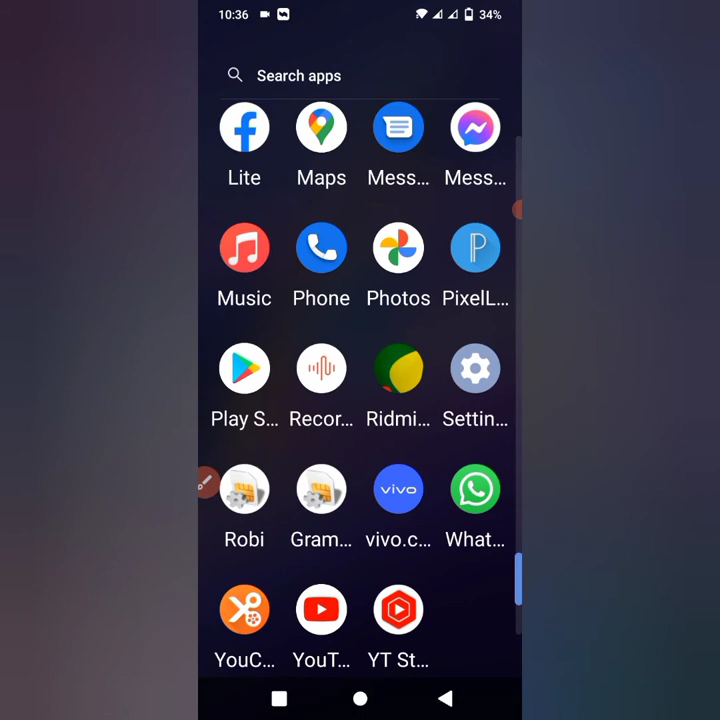 10:36 34%
Search apps
Lite Maps Mess... Mess...
Music Phone Photos PixelL...
Play S... Recor... Ridmi... Settin...
vivo
Robi Gram... vivo.c... What...
YouC... YouT... YT St...